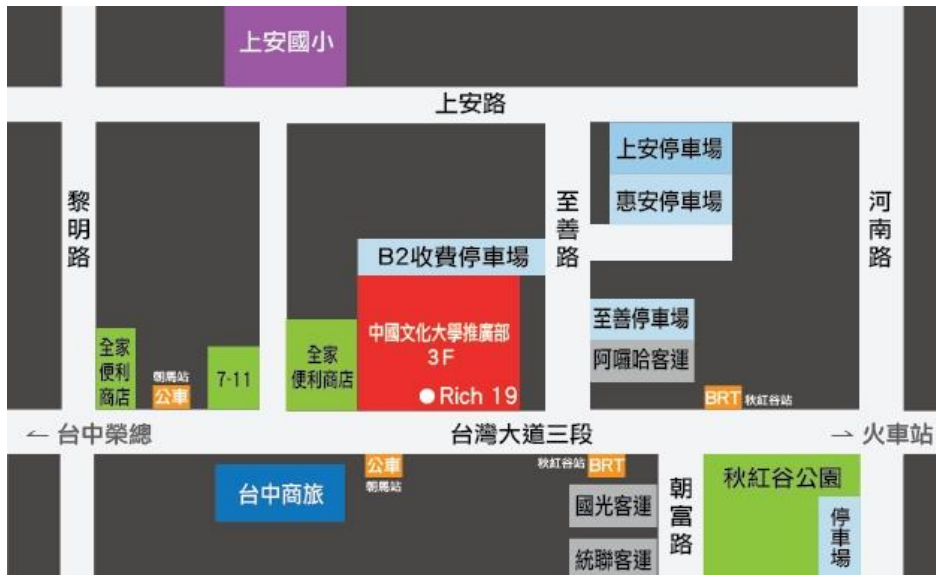 上安國小
上安路
上安停車場
惠安停車場
黎明路
至善路
河南路
B2收費停車場
中國文化大學推廣部
3F
Rich 19
至善停車場
阿囉哈客運
全家
便利
商店
朝馬站
公車
7-11
全家
便利商店
BRT 秋紅谷站
← 台中榮總
台灣大道三段
→ 火車站
台中商旅
公車
朝馬站
秋紅谷站 BRT
國光客運
統聯客運
朝富路
秋紅谷公園
停車場